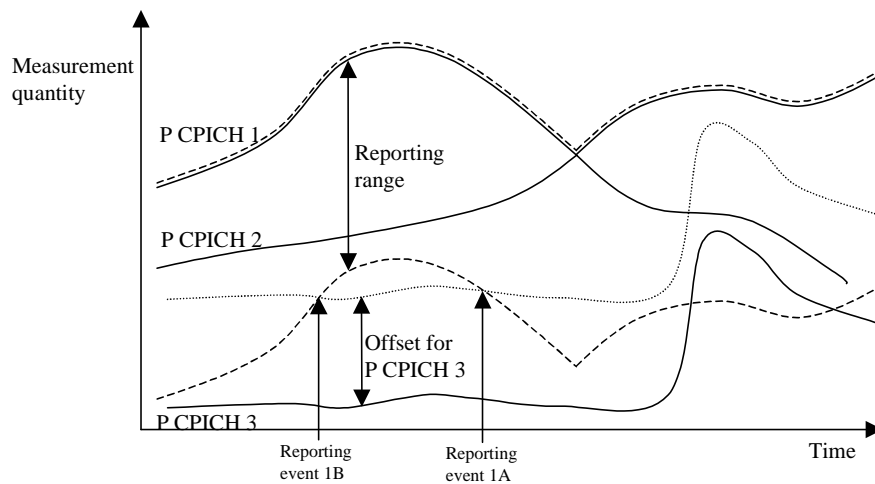 Measurement
quantity
P CPICH 1
Reporting
range
P CPICH 2
Offset for
P CPICH 3
P CPICH 3
Reporting
event 1B
Reporting
event 1A
Time